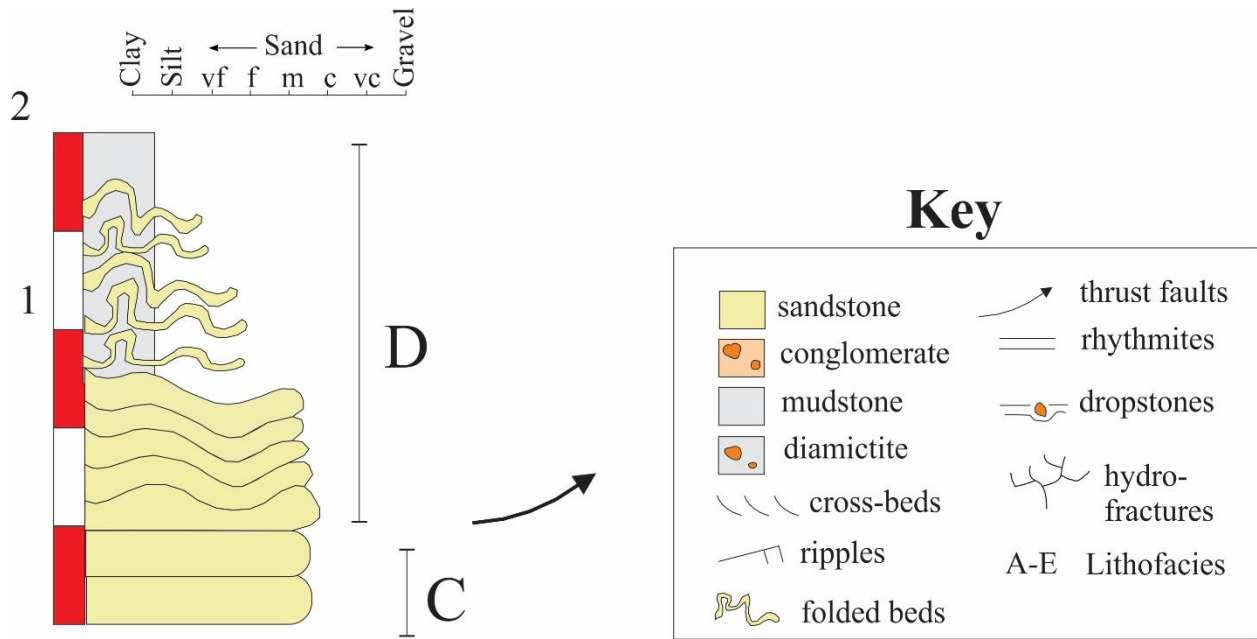 Clay
Silt
vf
f
Sand
m
c
vc
Gravel
2
1
D
C
Key
sandstone
conglomerate
mudstone
diamictite
cross-beds
ripples
folded beds
thrust faults
rhythmites
dropstones
hydro-
fractures
A-E Lithofacies